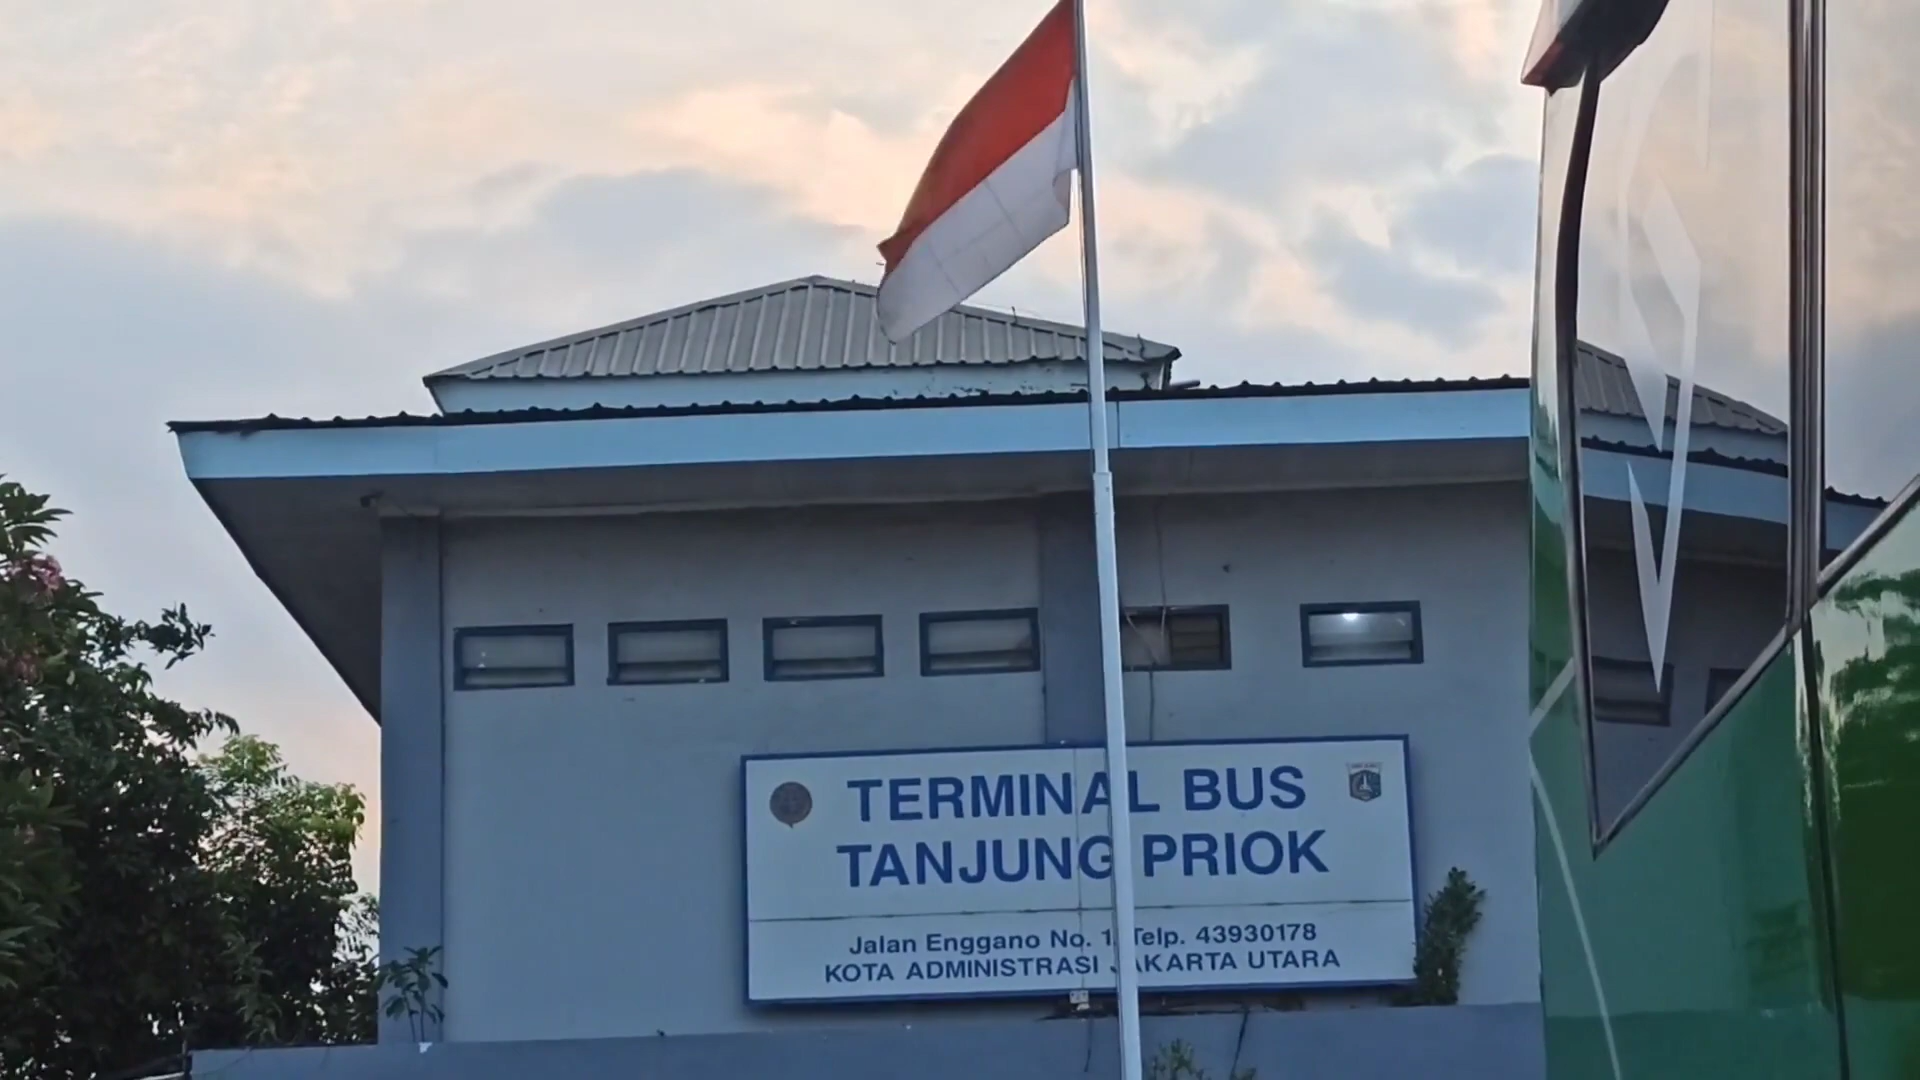 TERMINAL BUS
TANJUNG PRIOK
Jalan Enggano No. 1, Telp. 43930178
KOTA ADMINISTRASI JAKARTA UTARA